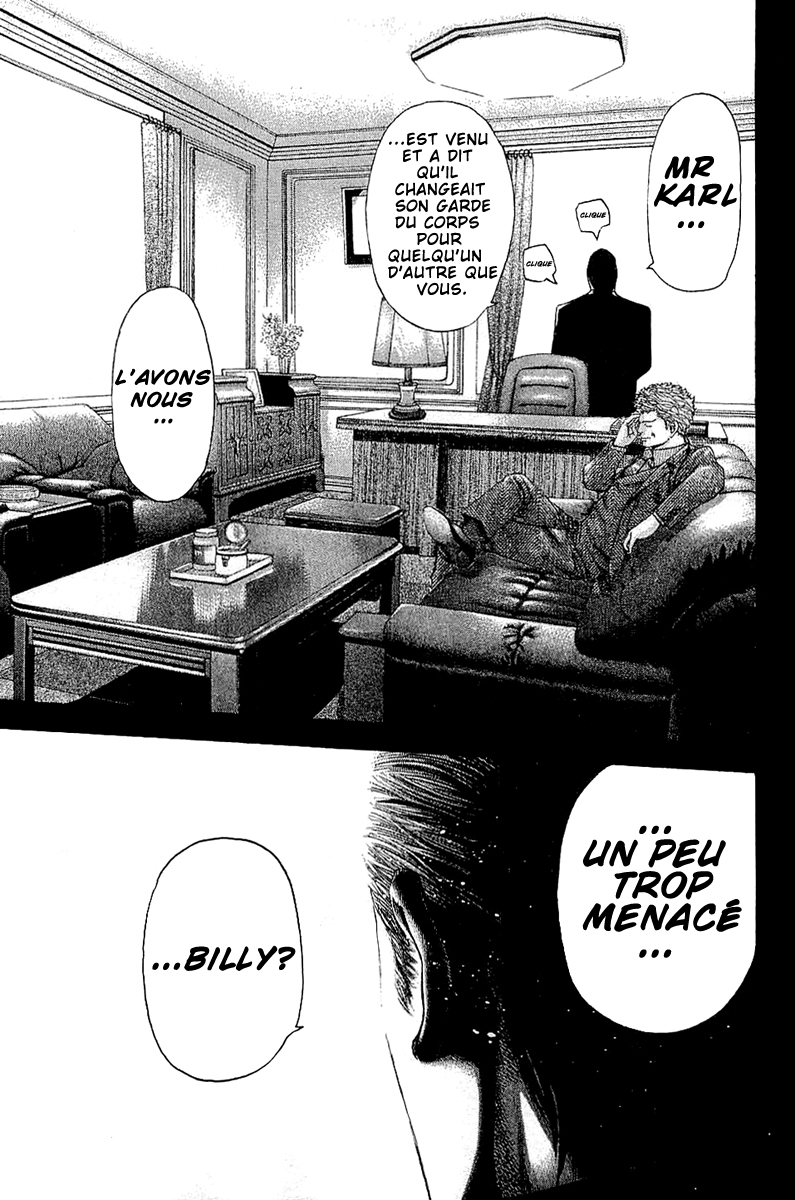 MR
KARL
...
...EST VENU
ET A DIT
QU'IL
CHANGEAIT
SON GARDE
DU CORPS
POUR
QUELQU'UN
D'AUTRE QUE
VOUS.
CLIQUE
CLIQUE
L'AVONS
NOUS
...
...
UN PEU
TROP
MENACÉ
...
...BILLY?